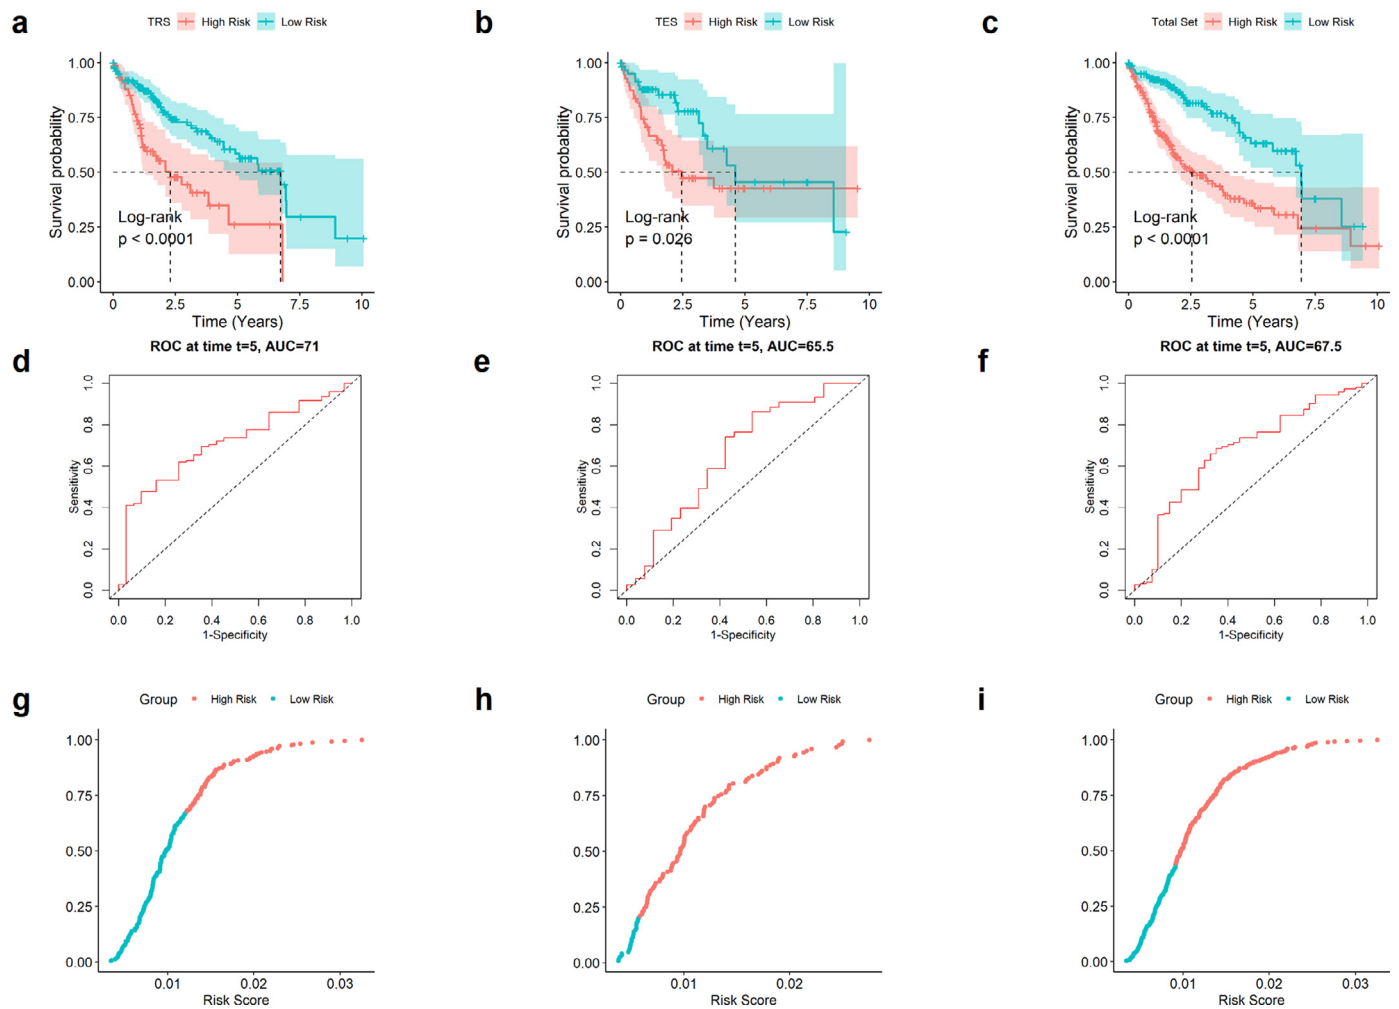 a
TRS High Risk Low Risk
Survival probability
1.00
0.75
0.50
0.25
0.00
Log-rank
p < 0.0001
0 2.5 5 7.5 10
Time (Years)
b
TES High Risk Low Risk
Survival probability
1.00
0.75
0.50
0.25
0.00
Log-rank
p = 0.026
0 2.5 5 7.5 10
Time (Years)
c
Total Set High Risk Low Risk
Survival probability
1.00
0.75
0.50
0.25
0.00
Log-rank
p < 0.0001
0 2.5 5 7.5 10
Time (Years)
d
ROC at time t=5, AUC=71
Sensitivity
1.0
0.8
0.6
0.4
0.2
0.0
0.0 0.2 0.4 0.6 0.8 1.0
1-Specificity
e
ROC at time t=5, AUC=65.5
Sensitivity
1.0
0.8
0.6
0.4
0.2
0.0
0.0 0.2 0.4 0.6 0.8 1.0
1-Specificity
f
ROC at time t=5, AUC=67.5
Sensitivity
1.0
0.8
0.6
0.4
0.2
0.0
0.0 0.2 0.4 0.6 0.8 1.0
1-Specificity
g
Group High Risk Low Risk
1.00
0.75
0.50
0.25
0.00
0.01 0.02 0.03
Risk Score
h
Group High Risk Low Risk
1.00
0.75
0.50
0.25
0.00
0.01 0.02
Risk Score
i
Group High Risk Low Risk
1.00
0.75
0.50
0.25
0.00
0.01 0.02 0.03
Risk Score